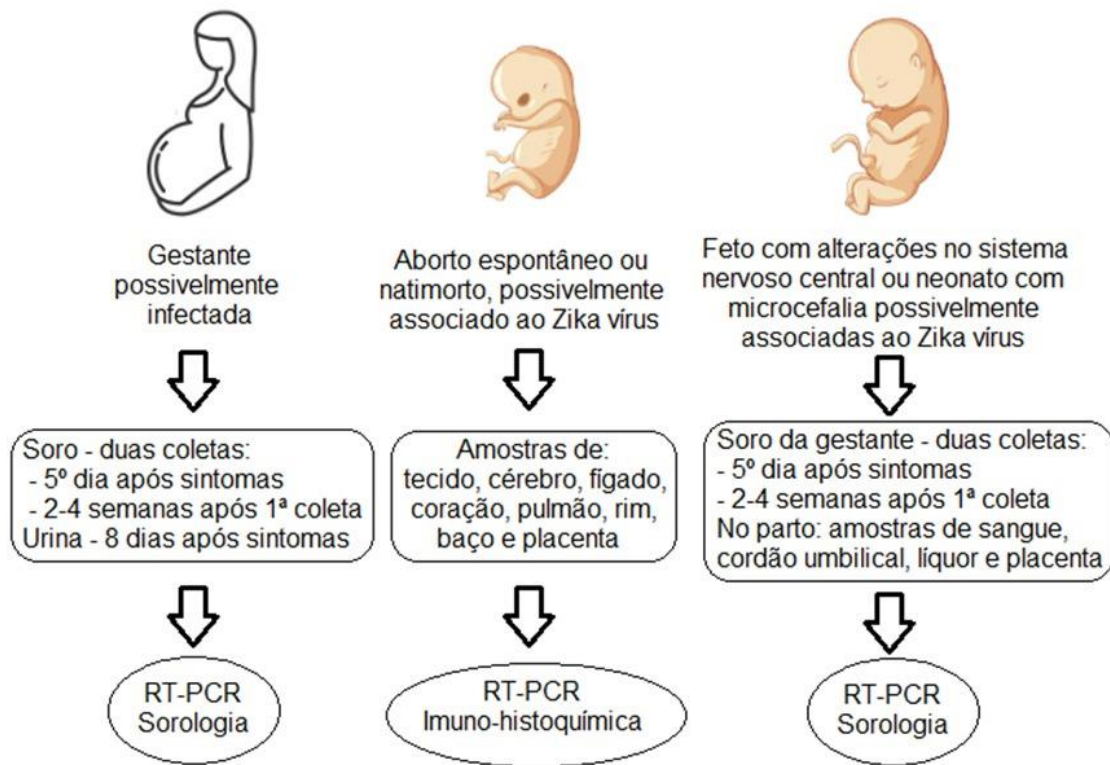 Gestante
possivelmente
infectada
Soro - duas coletas:
- 5º dia após sintomas
- 2-4 semanas após 1ª coleta
Urina - 8 dias após sintomas
RT-PCR
Sorologia
Aborto espontâneo ou
natimorto, possivelmente
associado ao Zika vírus
Amostras de:
tecido, cérebro, fígado,
coração, pulmão, rim,
baço e placenta
RT-PCR
Imuno-histoquímica
Feto com alterações no sistema
nervoso central ou neonato com
microcefalia possivelmente
associadas ao Zika vírus
Soro da gestante - duas coletas:
- 5º dia após sintomas
- 2-4 semanas após 1ª coleta
No parto: amostras de sangue,
cordão umbilical, líquor e placenta
RT-PCR
Sorologia